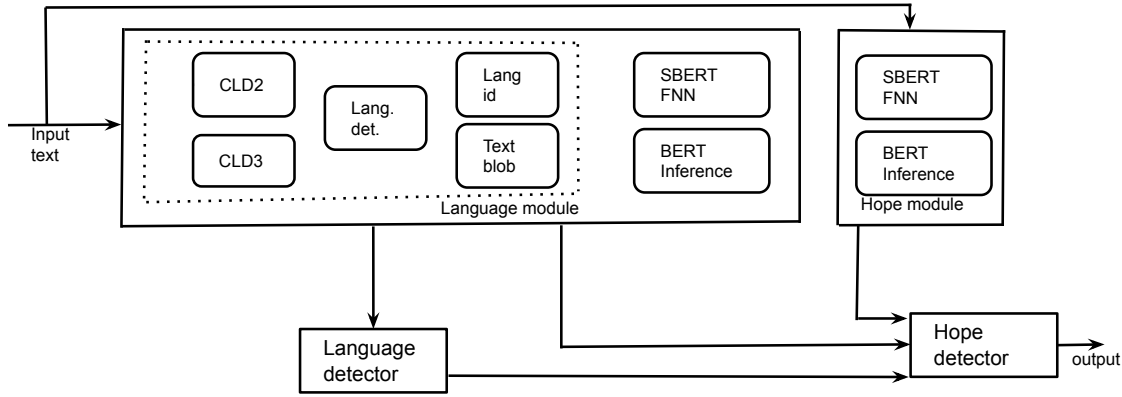 Input
text
CLD2
CLD3
Lang.
det.
Lang
id
Text
blob
SBERT
FNN
BERT
Inference
Language module
SBERT
FNN
BERT
Inference
Hope module
Language
detector
Hope
detector
output